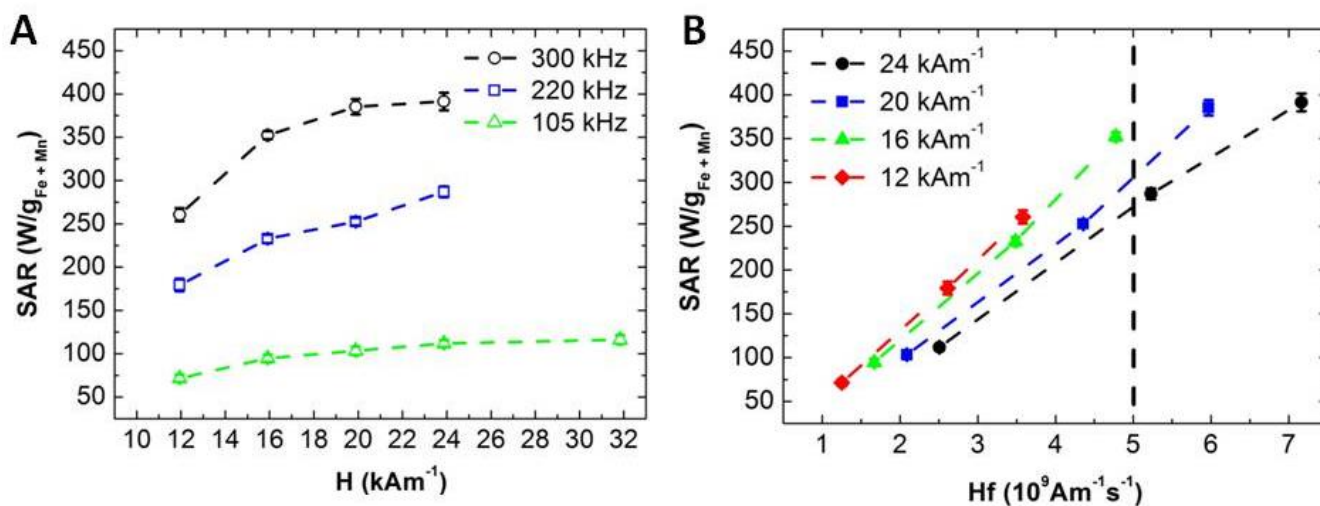 A
SAR (W/g Fe + Mn)
450
400
350
300
250
200
150
100
50
300 kHz
220 kHz
105 kHz
10 12 14 16 18 20 22 24 26 28 30 32
H (kAm⁻¹)
B
SAR (W/g Fe + Mn)
450
400
350
300
250
200
150
100
50
24 kAm⁻¹
20 kAm⁻¹
16 kAm⁻¹
12 kAm⁻¹
1 2 3 4 5 6 7
Hf (10⁹Am⁻¹s⁻¹)